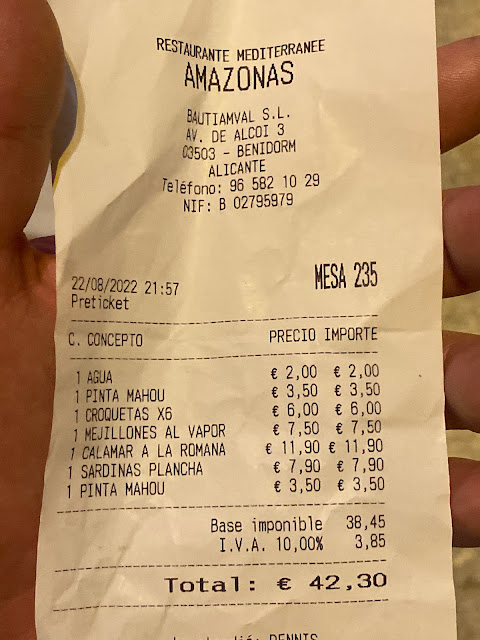 RESTAURANTE MEDITERRANEE
AMAZONAS
BAUTIAMVAL S.L.
AV. DE ALCOI 3
03503 - BENIDORM
ALICANTE
Teléfono: 96 582 10 29
NIF: B 02795979
22/08/2022 21:57 MESA 235
Preticket
C. CONCEPTO PRECIO IMPORTE
1 AGUA € 2,00 € 2,00
1 PINTA MAHOU € 3,50 € 3,50
1 CROQUETAS X6 € 6,00 € 6,00
1 MEJILLONES AL VAPOR € 7,50 € 7,50
1 CALAMAR A LA ROMANA € 11,90 € 11,90
1 SARDINAS PLANCHA € 7,90 € 7,90
1 PINTA MAHOU € 3,50 € 3,50
Base imponible 38,45
I.V.A. 10,00% 3,85
Total: € 42,30
DENNIS